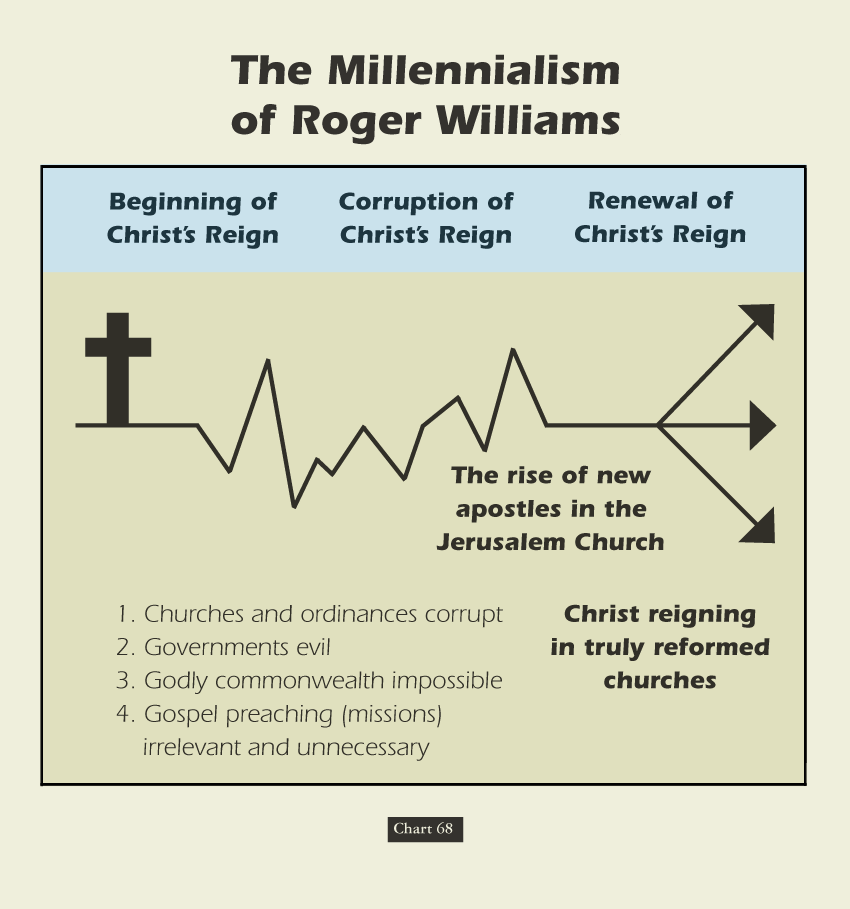 The Millennialism
of Roger Williams
Beginning of
Christ's Reign
Corruption of
Christ's Reign
Renewal of
Christ's Reign
The rise of new
apostles in the
Jerusalem Church
1. Churches and ordinances corrupt
2. Governments evil
3. Godly commonwealth impossible
4. Gospel preaching (missions)
irrelevant and unnecessary
Christ reigning
in truly reformed
churches
Chart 68